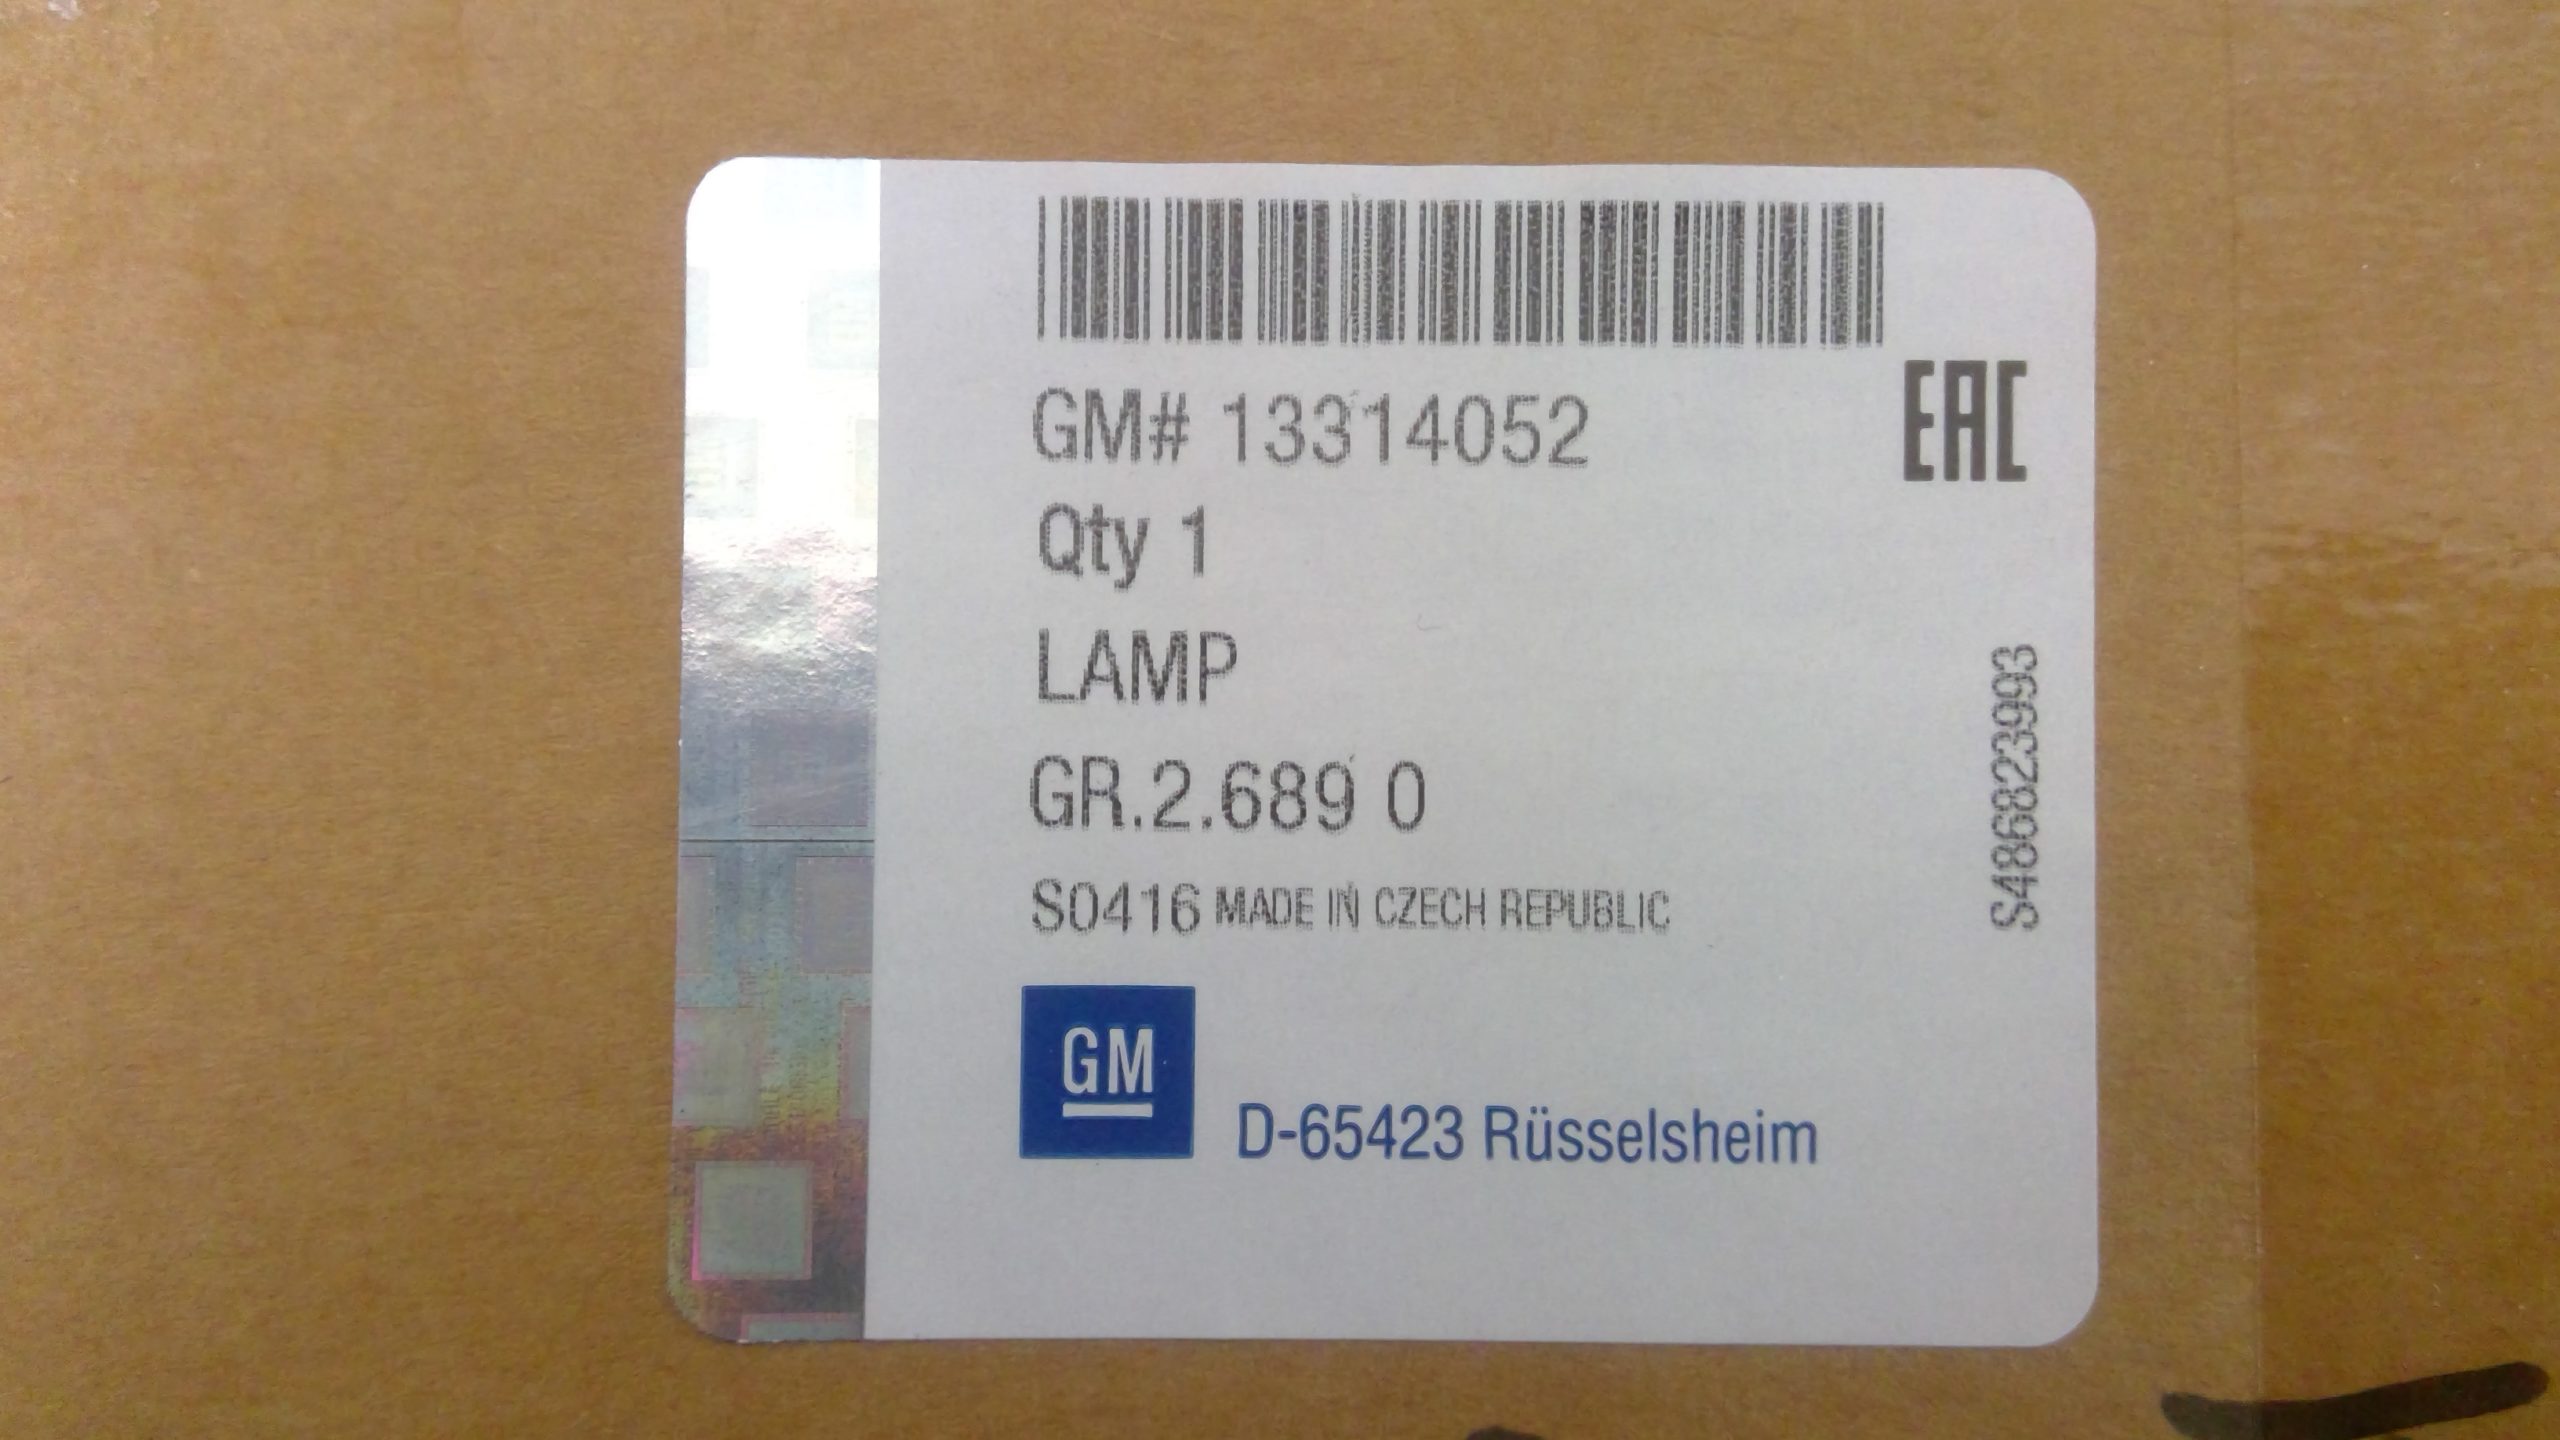 GM# 13314052
EAC
Qty 1
LAMP
GR.2.689 0
S0416 MADE IN CZECH REPUBLIC
S486823993
GM
D-65423 Rüsselsheim